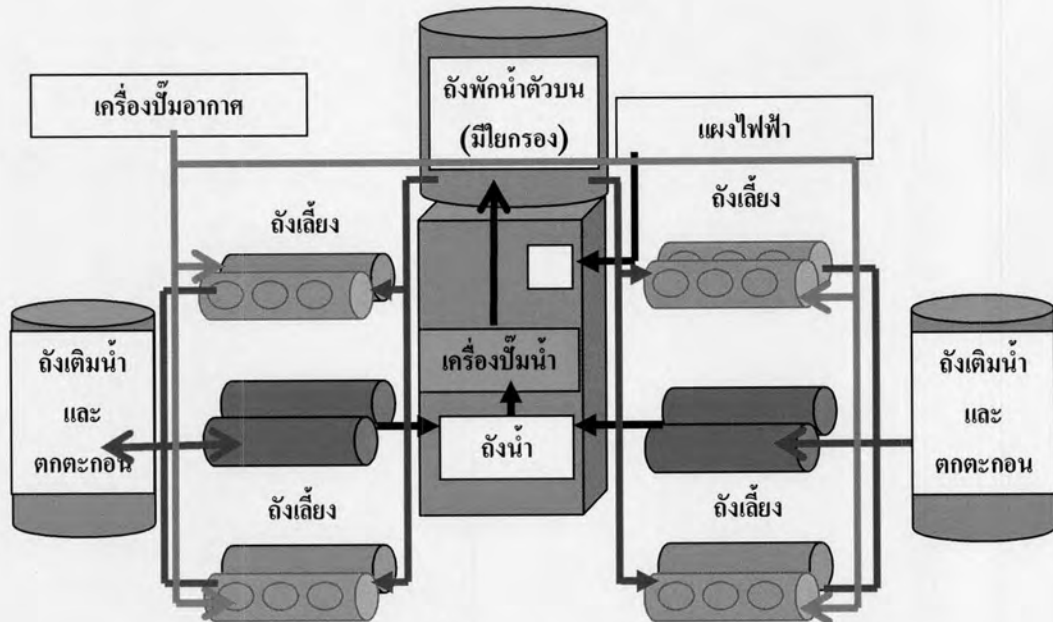 ถังพักน้ำตัวบน
(มีใยกรอง)
เครื่องปั๊มอากาศ
แผงไฟฟ้า
ถังเลี้ยง
ถังเลี้ยง
ถังเติมน้ำ
และ
ตกตะกอน
เครื่องปั๊มน้ำ
ถังน้ำ
ถังเติมน้ำ
และ
ตกตะกอน
ถังเลี้ยง
ถังเลี้ยง